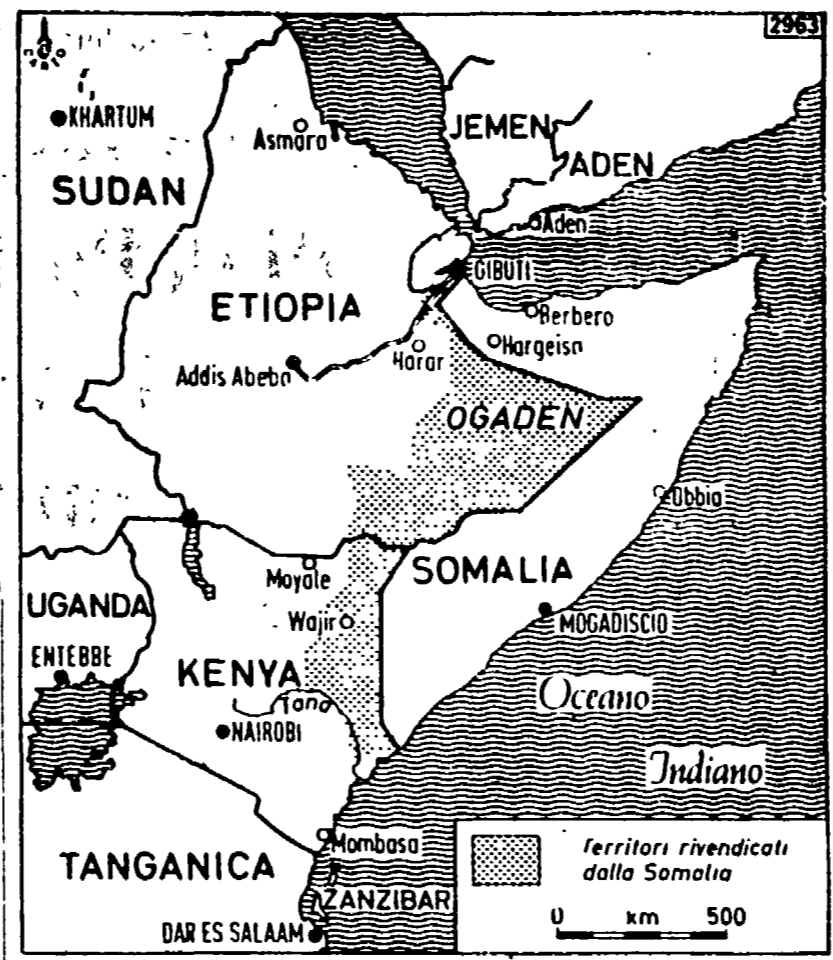 2963
KHARTUM
Asmara
JEMEN
ADEN
SUDAN
Aden
GIBUTI
ETIOPIA
Berbero
Hargeisa
Harar
Addis Abeba
OGADEN
Obbia
SOMALIA
Moyale
UGANDA
Wajir
MOGADISCIO
ENTEBBE
KENYA
Tana
Oceano
NAIROBI
Indiano
Mombasa
Territori rivendicati
dalla Somalia
TANGANICA
ZANZIBAR
0 km 500
DAR ES SALAAM